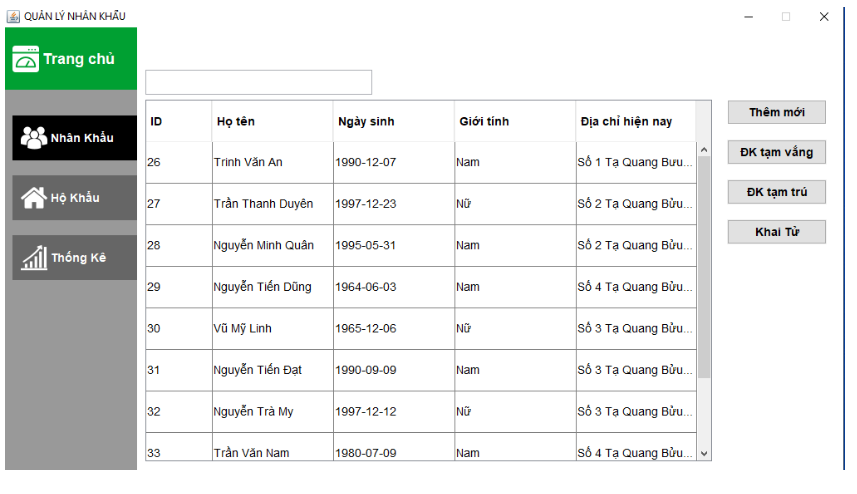 QUẢN LÝ NHÂN KHẨU
Trang chủ
Nhân Khẩu
Hộ Khẩu
Thống Kê
ID Họ tên Ngày sinh Giới tính Địa chỉ hiện nay
26 Trinh Văn An 1990-12-07 Nam Số 1 Tạ Quang Bưu...
27 Trần Thanh Duyên 1997-12-23 Nữ Số 2 Tạ Quang Bửu...
28 Nguyễn Minh Quân 1995-05-31 Nam Số 2 Tạ Quang Bửu...
29 Nguyễn Tiến Dũng 1964-06-03 Nam Số 4 Tạ Quang Bửu...
30 Vũ Mỹ Linh 1965-12-06 Nữ Số 3 Tạ Quang Bửu...
31 Nguyễn Tiến Đạt 1990-09-09 Nam Số 3 Tạ Quang Bửu...
32 Nguyễn Trà My 1997-12-12 Nữ Số 3 Tạ Quang Bửu...
33 Trần Văn Nam 1980-07-09 Nam Số 4 Tạ Quang Bửu...
Thêm mới
ĐK tạm vắng
ĐK tạm trú
Khai Tử